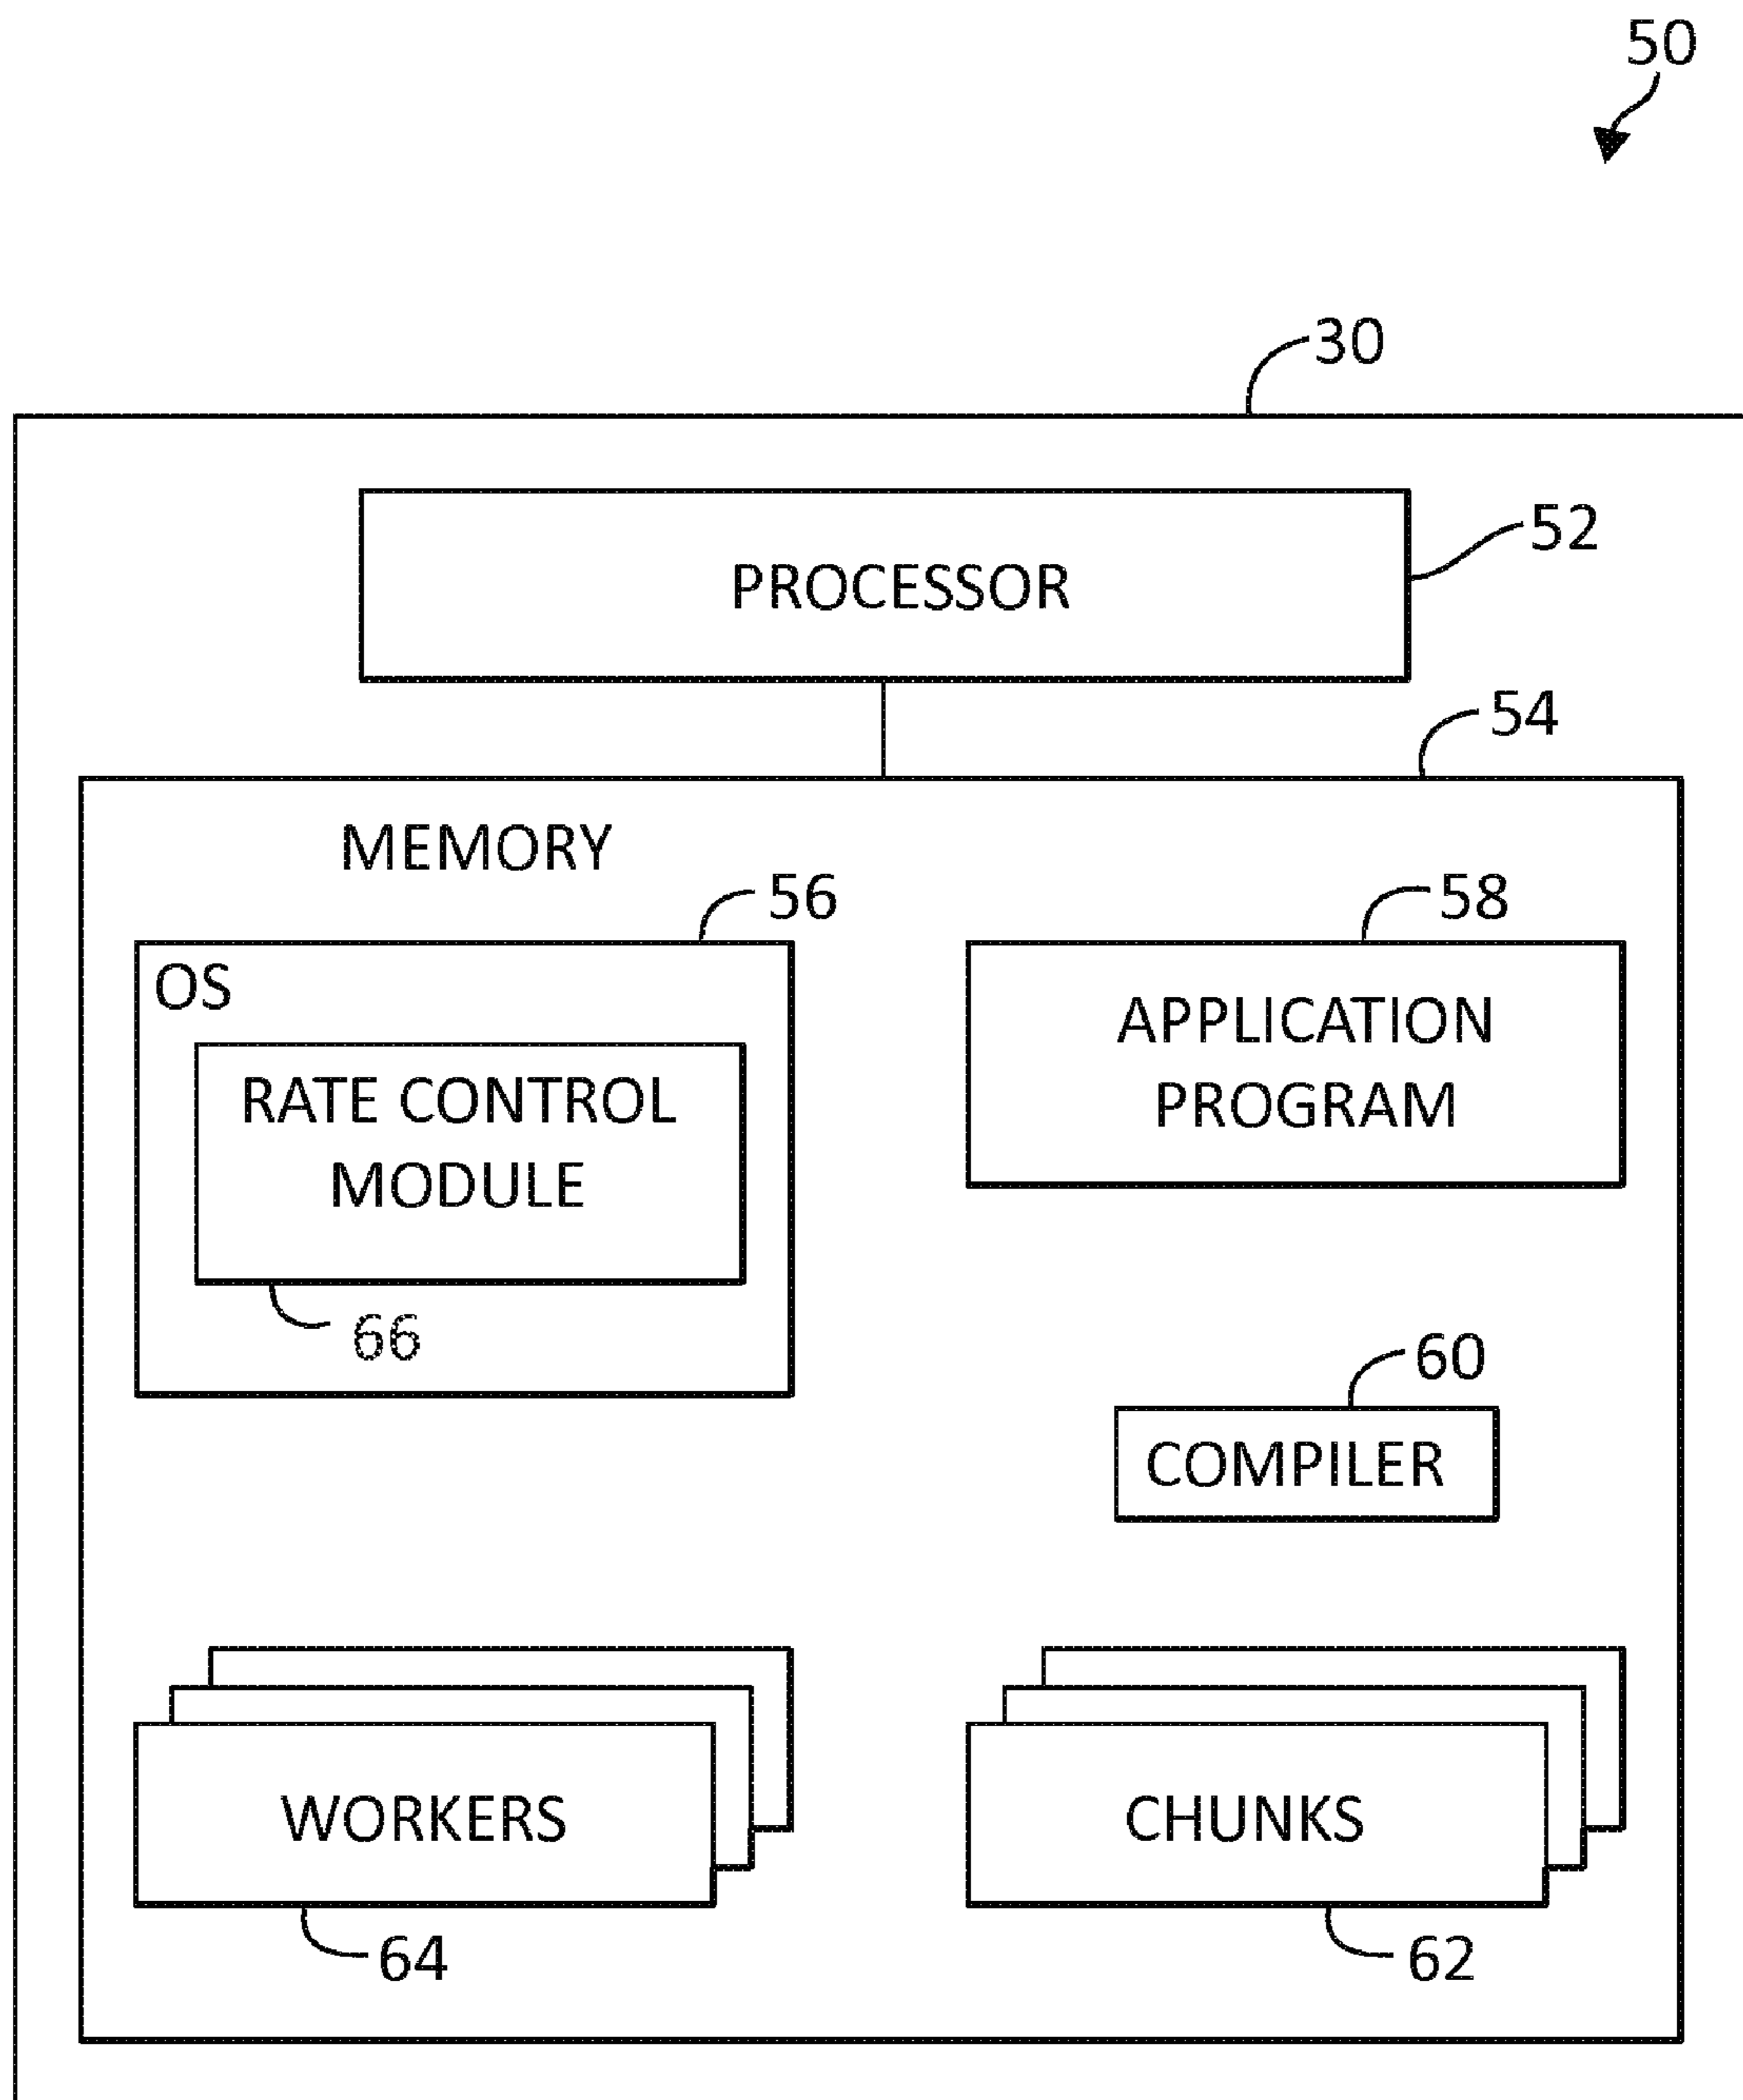 50
30
PROCESSOR
52
54
MEMORY
56
58
OS
RATE CONTROL
MODULE
66
APPLICATION
PROGRAM
60
COMPILER
WORKERS
64
CHUNKS
62